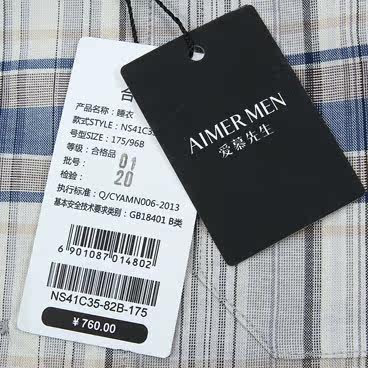 合
产品名称：睡衣
款式STYLE：NS41C3
号型SIZE：175/96B
等级：合格品
批号：01
检验：20
执行标准：Q/CYAMN006-2013
基本安全技术要求类别：GB18401 B类
6 901087 014802
NS41C35-82B-175
￥760.00
AIMER MEN
爱慕先生